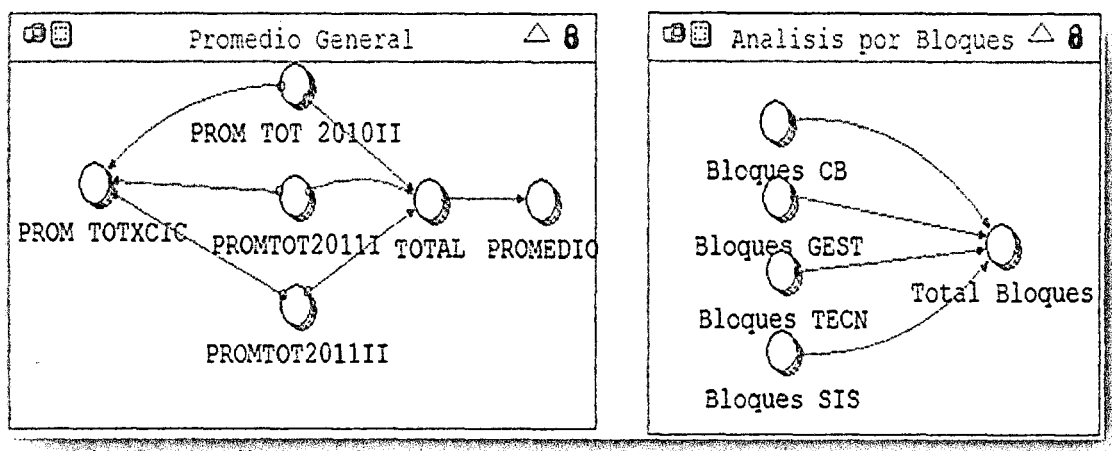 Promedio General
PROM TOT 2010II
PROM TOTXCIC
PROMTOT2011I
TOTAL
PROMEDIO
PROMTOT2011II
Analisis por Bloques
Bloques CB
Bloques GEST
Bloques TECN
Total Bloques
Bloques SIS